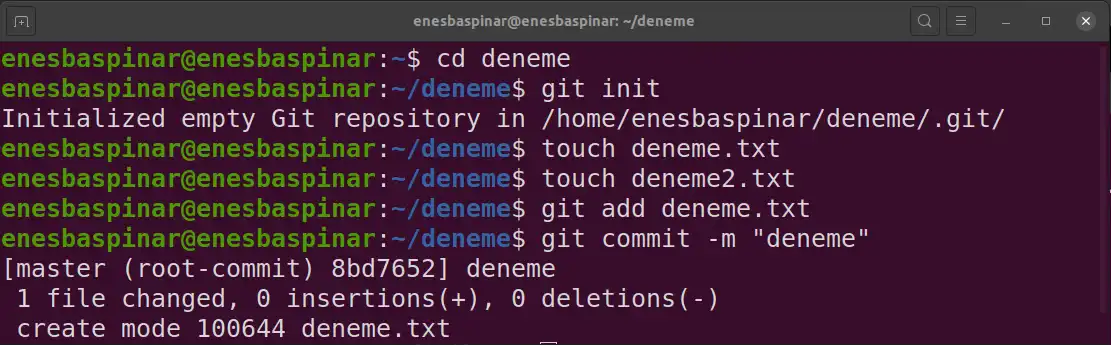 enesbaspinar@enesbaspinar: ~/deneme
enesbaspinar@enesbaspinar:~$ cd deneme
enesbaspinar@enesbaspinar:~/deneme$ git init
Initialized empty Git repository in /home/enesbaspinar/deneme/.git/
enesbaspinar@enesbaspinar:~/deneme$ touch deneme.txt
enesbaspinar@enesbaspinar:~/deneme$ touch deneme2.txt
enesbaspinar@enesbaspinar:~/deneme$ git add deneme.txt
enesbaspinar@enesbaspinar:~/deneme$ git commit -m "deneme"
[master (root-commit) 8bd7652] deneme
 1 file changed, 0 insertions(+), 0 deletions(-)
 create mode 100644 deneme.txt